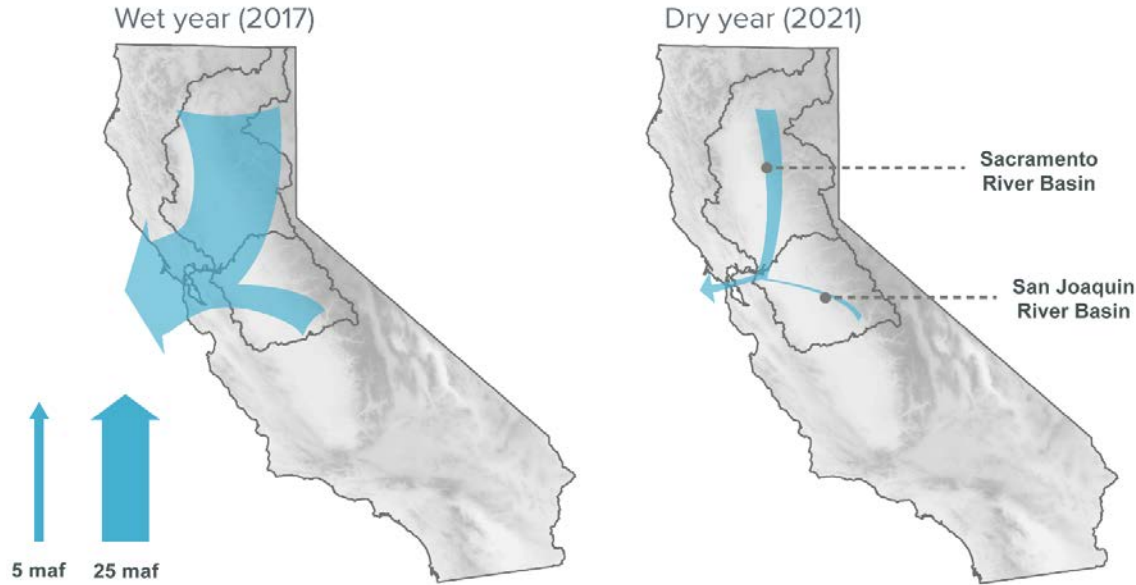 Wet year (2017)
Dry year (2021)
Sacramento
River Basin
San Joaquin
River Basin
5 maf
25 maf